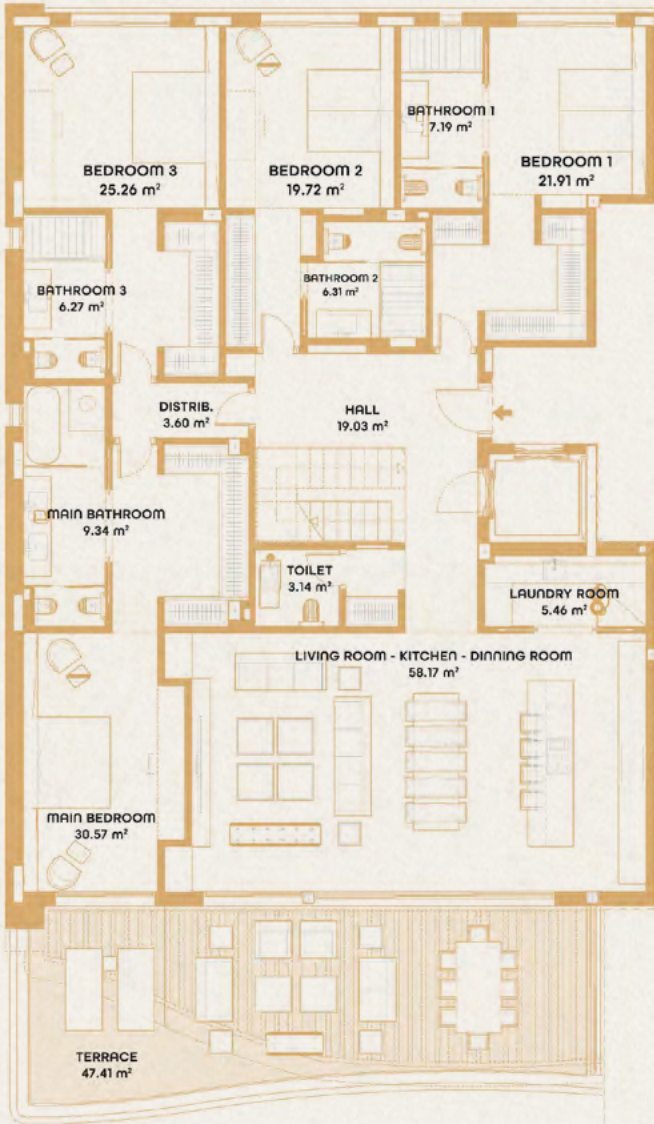 BATHROOM 1
7.19 m²
BEDROOM 3
25.26 m²
BEDROOM 2
19.72 m²
BEDROOM 1
21.91 m²
BATHROOM 3
6.27 m²
BATHROOM 2
6.31 m²
DISTRIB.
3.60 m²
HALL
19.03 m²
MAIN BATHROOM
9.34 m²
TOILET
3.14 m²
LAUNDRY ROOM
5.46 m²
LIVING ROOM - KITCHEN - DINNING ROOM
58.17 m²
MAIN BEDROOM
30.57 m²
TERRACE
47.41 m²